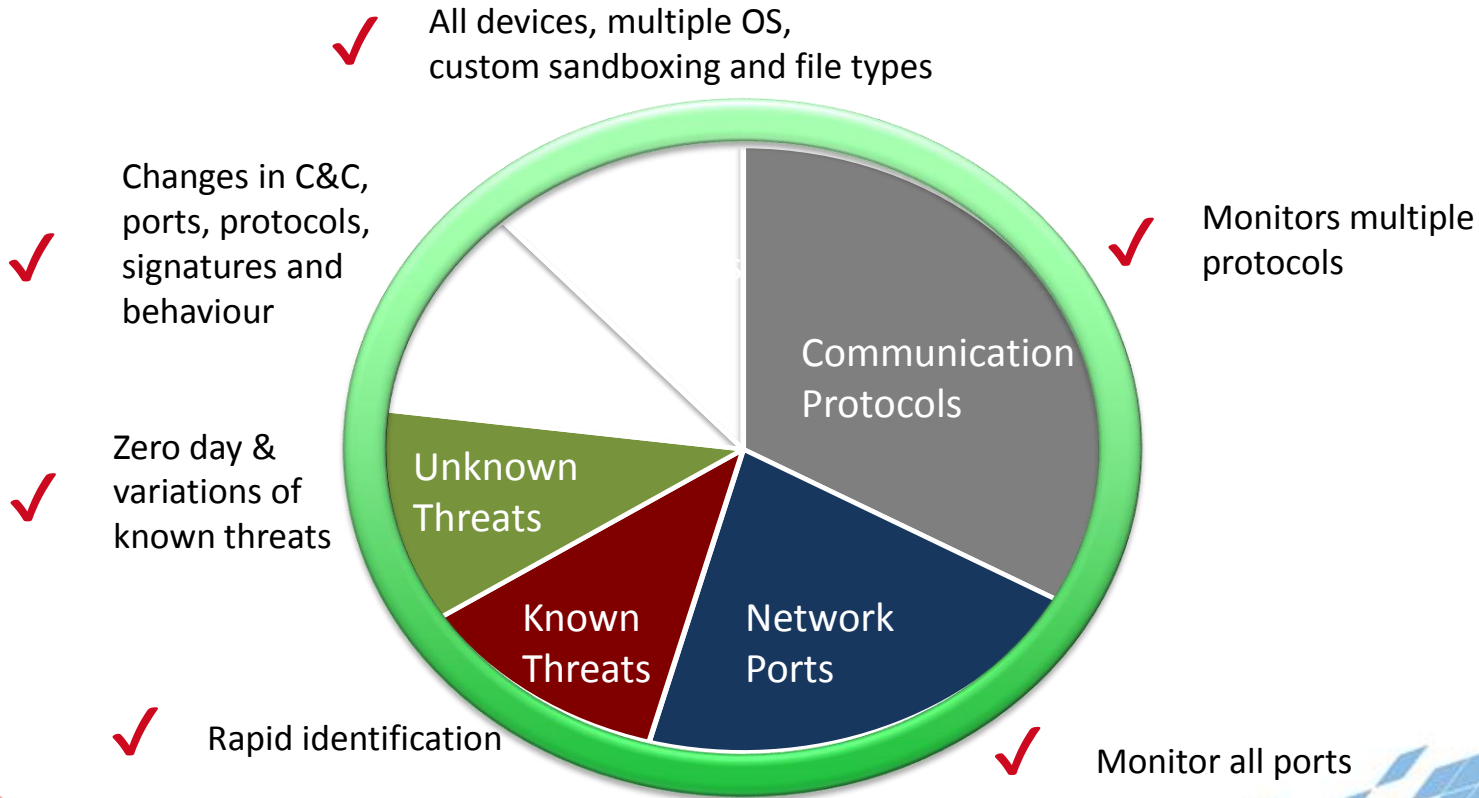 All devices, multiple OS,
custom sandboxing and file types
Changes in C&C,
ports, protocols,
signatures and
behaviour
Monitors multiple
protocols
Communication
Protocols
Zero day &
variations of
known threats
Unknown
Threats
Known
Threats
Network
Ports
Rapid identification
Monitor all ports